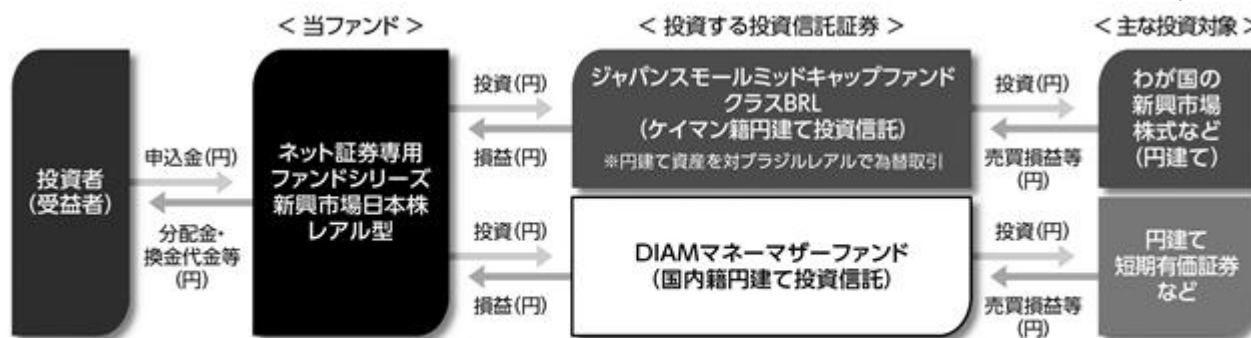 ＜当ファンド＞
＜投資する投資信託証券＞
＜主な投資対象＞
投資者
(受益者)
申込金(円)
分配金・
換金代金等
(円)
ネット証券専用
ファンドシリーズ
新興市場日本株
レアル型
投資(円)
損益(円)
ジャパンスモールミッドキャップファンド
クラスBRL
(ケイマン籍円建て投資信託)
※円建て資産を対ブラジルレアルで為替取引
投資(円)
売買損益等
(円)
わが国の
新興市場
株式など
(円建て)
投資(円)
損益(円)
DIAMマネーマザーファンド
(国内籍円建て投資信託)
投資(円)
売買損益等
(円)
円建て
短期有価証券
など